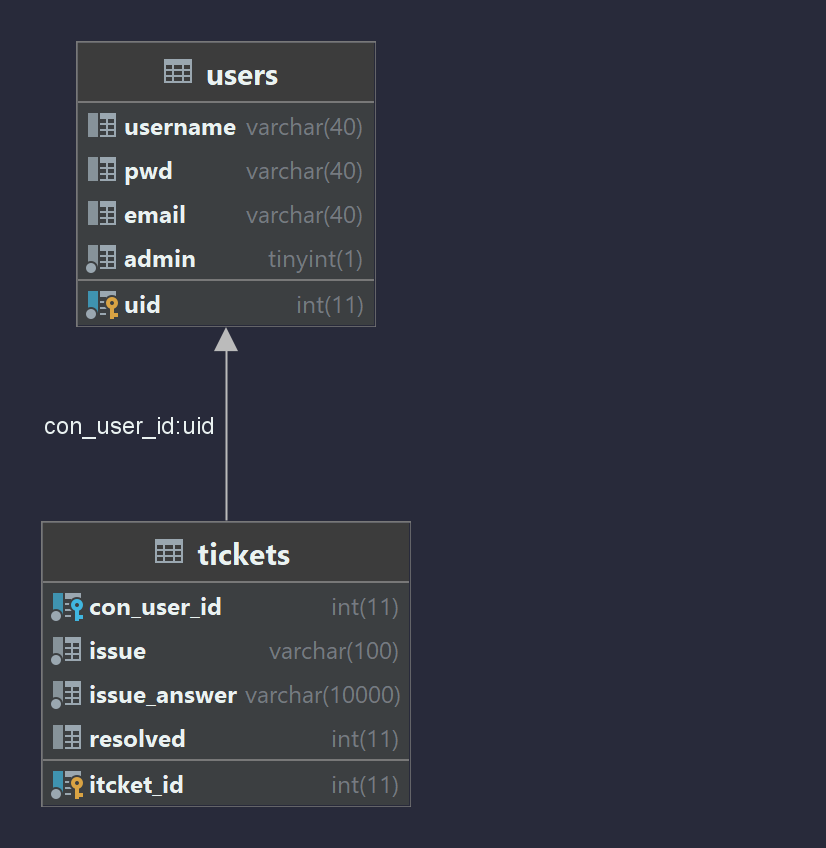 users
username varchar(40)
pwd varchar(40)
email varchar(40)
admin tinyint(1)
uid int(11)
con_user_id:uid
tickets
con_user_id int(11)
issue varchar(100)
issue_answer varchar(10000)
resolved int(11)
itcket_id int(11)